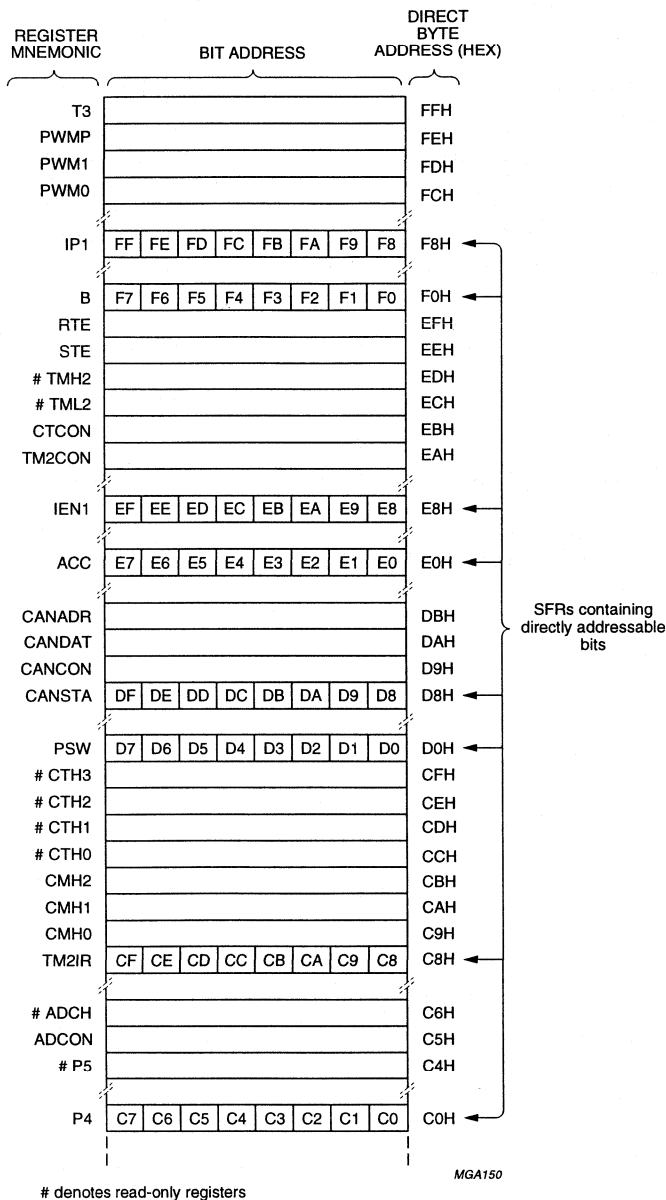 REGISTER MNEMONIC BIT ADDRESS DIRECT BYTE ADDRESS (HEX)
T3 FFH
PWMP FEH
PWM1 FDH
PWM0 FCH
IP1 FF FE FD FC FB FA F9 F8 F8H
B F7 F6 F5 F4 F3 F2 F1 F0 F0H
RTE EFH
STE EEH
# TMH2 EDH
# TML2 ECH
CTCON EBH
TM2CON EAH
IEN1 EF EE ED EC EB EA E9 E8 E8H
ACC E7 E6 E5 E4 E3 E2 E1 E0 E0H
CANADR DBH
CANDAT DAH
CANCON D9H
CANSTA DF DE DD DC DB DA D9 D8 D8H
PSW D7 D6 D5 D4 D3 D2 D1 D0 D0H
# CTH3 CFH
# CTH2 CEH
# CTH1 CDH
# CTH0 CCH
CMH2 CBH
CMH1 CAH
CMH0 C9H
TM2IR CF CE CD CC CB CA C9 C8 C8H
# ADCH C6H
ADCON C5H
# P5 C4H
P4 C7 C6 C5 C4 C3 C2 C1 C0 C0H
SFRs containing
directly addressable
bits
MGA150
# denotes read-only registers